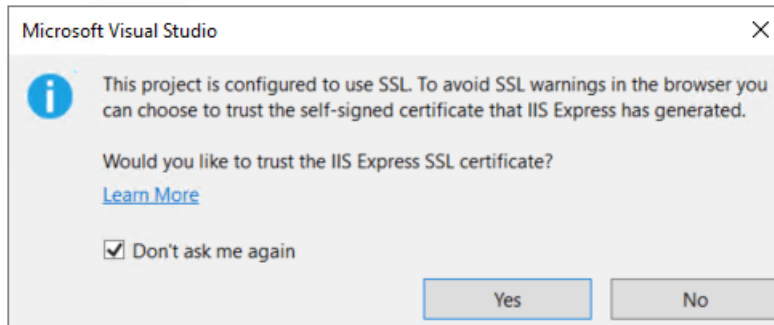 Microsoft Visual Studio
This project is configured to use SSL. To avoid SSL warnings in the browser you
can choose to trust the self-signed certificate that IIS Express has generated.
Would you like to trust the IIS Express SSL certificate?
Learn More
Don't ask me again
Yes
No